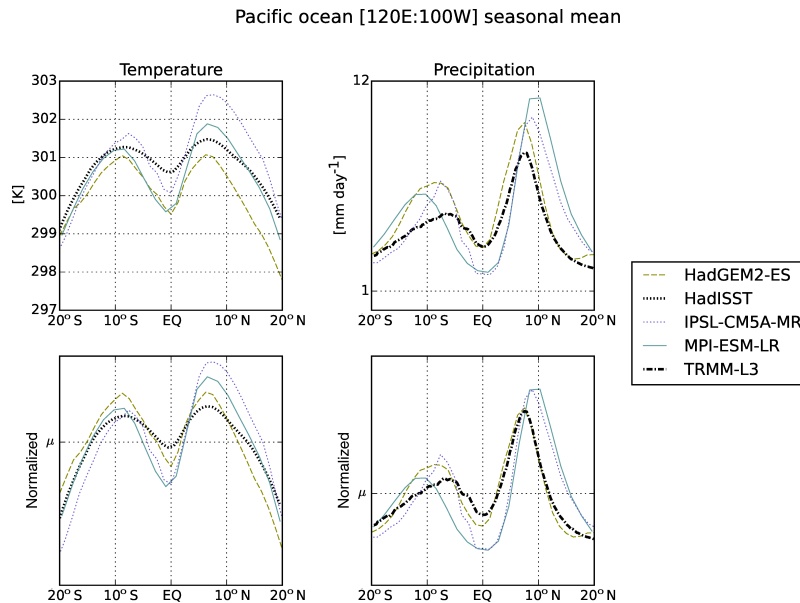 Pacific ocean [120E:100W] seasonal mean
Temperature
303
302
301
300
299
298
297
[K]
20° S 10° S EQ 10° N 20° N
Precipitation
12
1
[mm day⁻¹]
20° S 10° S EQ 10° N 20° N
HadGEM2-ES
HadISST
IPSL-CM5A-MR
MPI-ESM-LR
TRMM-L3
Normalized
μ
20° S 10° S EQ 10° N 20° N
Normalized
μ
20° S 10° S EQ 10° N 20° N